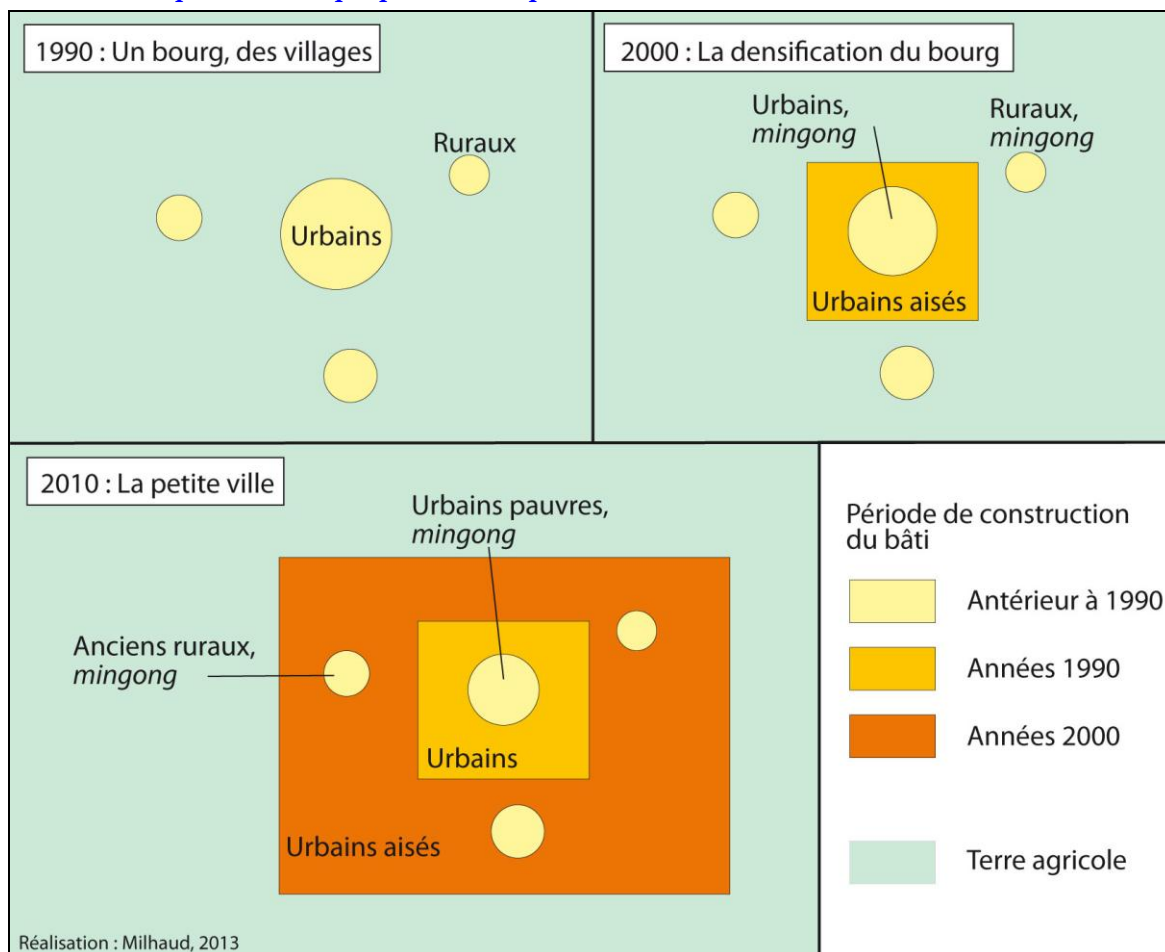 1990 : Un bourg, des villages
Ruraux
Urbains
2000 : La densification du bourg
Urbains,
mingong
Ruraux,
mingong
Urbains aisés
2010 : La petite ville
Urbains pauvres,
mingong
Anciens ruraux,
mingong
Urbains
Urbains aisés
Réalisation : Milhaud, 2013
Période de construction
du bâti
Antérieur à 1990
Années 1990
Années 2000
Terre agricole